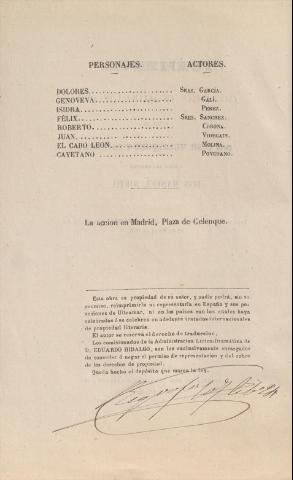 PERSONAJES. ACTORES.
DOLORES.......................... SRAS. GARCÍA.
GENOVEVA......................... GALÍ.
ISIDRA........................... PEREZ.
FÉLIX............................ SRES. SANCHEZ.
ROBERTO.......................... CORONA.
JUAN.............................
EL CABO LEON..................... MOLINA.
CAYETANO ........................ POVEDANO.
La accion en Madrid, Plaza de Celenque.
Esta obra es propiedad de su autor, y nadie podrá, sin su
permiso, reimprimirla ni representarla en España y sus po-
sesiones de Ultramar, ni en los países con los cuales haya
celebrados ó se celebren en adelante tratados internacionales
de propiedad literaria.
El autor se reserva el derecho de traduccion.
Los comisionados de la Administracion Lírico-Dramática de
D. EDUARDO HIDALGO, son los exclusivamente encargados
de conceder ó negar el permiso de representacion y del cobro
de los derechos de propiedad.
Queda hecho el depósito que marca la ley.